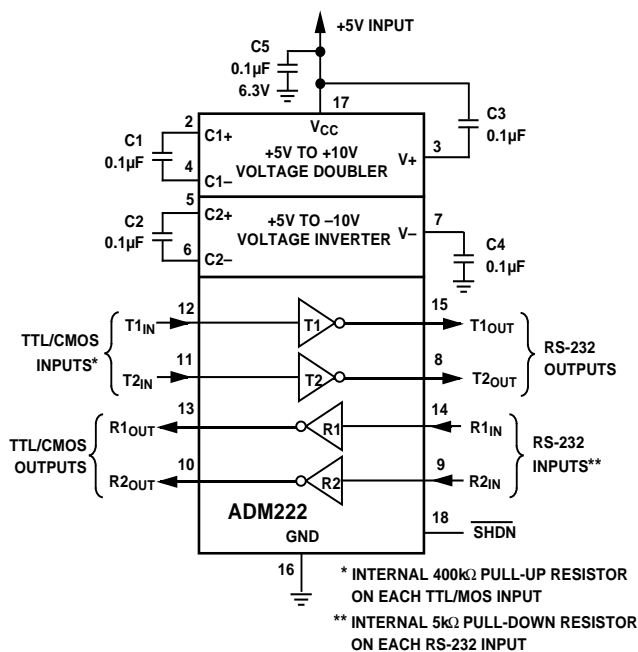 +5V INPUT
C5
0.1µF
6.3V
17
C3
0.1µF
2
C1+
VCC
C1
0.1µF
+5V TO +10V
VOLTAGE DOUBLER
V+
3
4
C1–
5
C2+
+5V TO –10V
VOLTAGE INVERTER
V–
7
C2
0.1µF
6
C2–
C4
0.1µF
TTL/CMOS
INPUTS*
T1IN
12
T1
15
T1OUT
T2IN
11
T2
8
T2OUT
RS-232
OUTPUTS
TTL/CMOS
OUTPUTS
R1OUT
13
R1
14
R1IN
R2OUT
10
R2
9
R2IN
RS-232
INPUTS**
ADM222
GND
18
SHDN
16
* INTERNAL 400kΩ PULL-UP RESISTOR
ON EACH TTL/MOS INPUT
** INTERNAL 5kΩ PULL-DOWN RESISTOR
ON EACH RS-232 INPUT